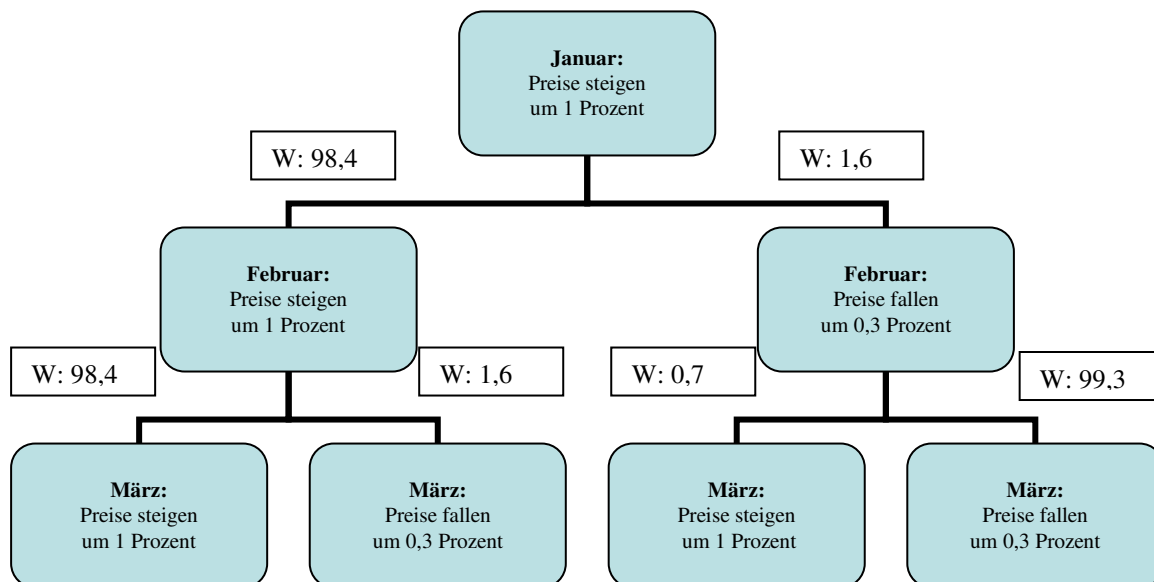 Januar:
Preise steigen
um 1 Prozent
W: 98,4
W: 1,6
Februar:
Preise steigen
um 1 Prozent
Februar:
Preise fallen
um 0,3 Prozent
W: 98,4
W: 1,6
W: 0,7
W: 99,3
März:
Preise steigen
um 1 Prozent
März:
Preise fallen
um 0,3 Prozent
März:
Preise steigen
um 1 Prozent
März:
Preise fallen
um 0,3 Prozent